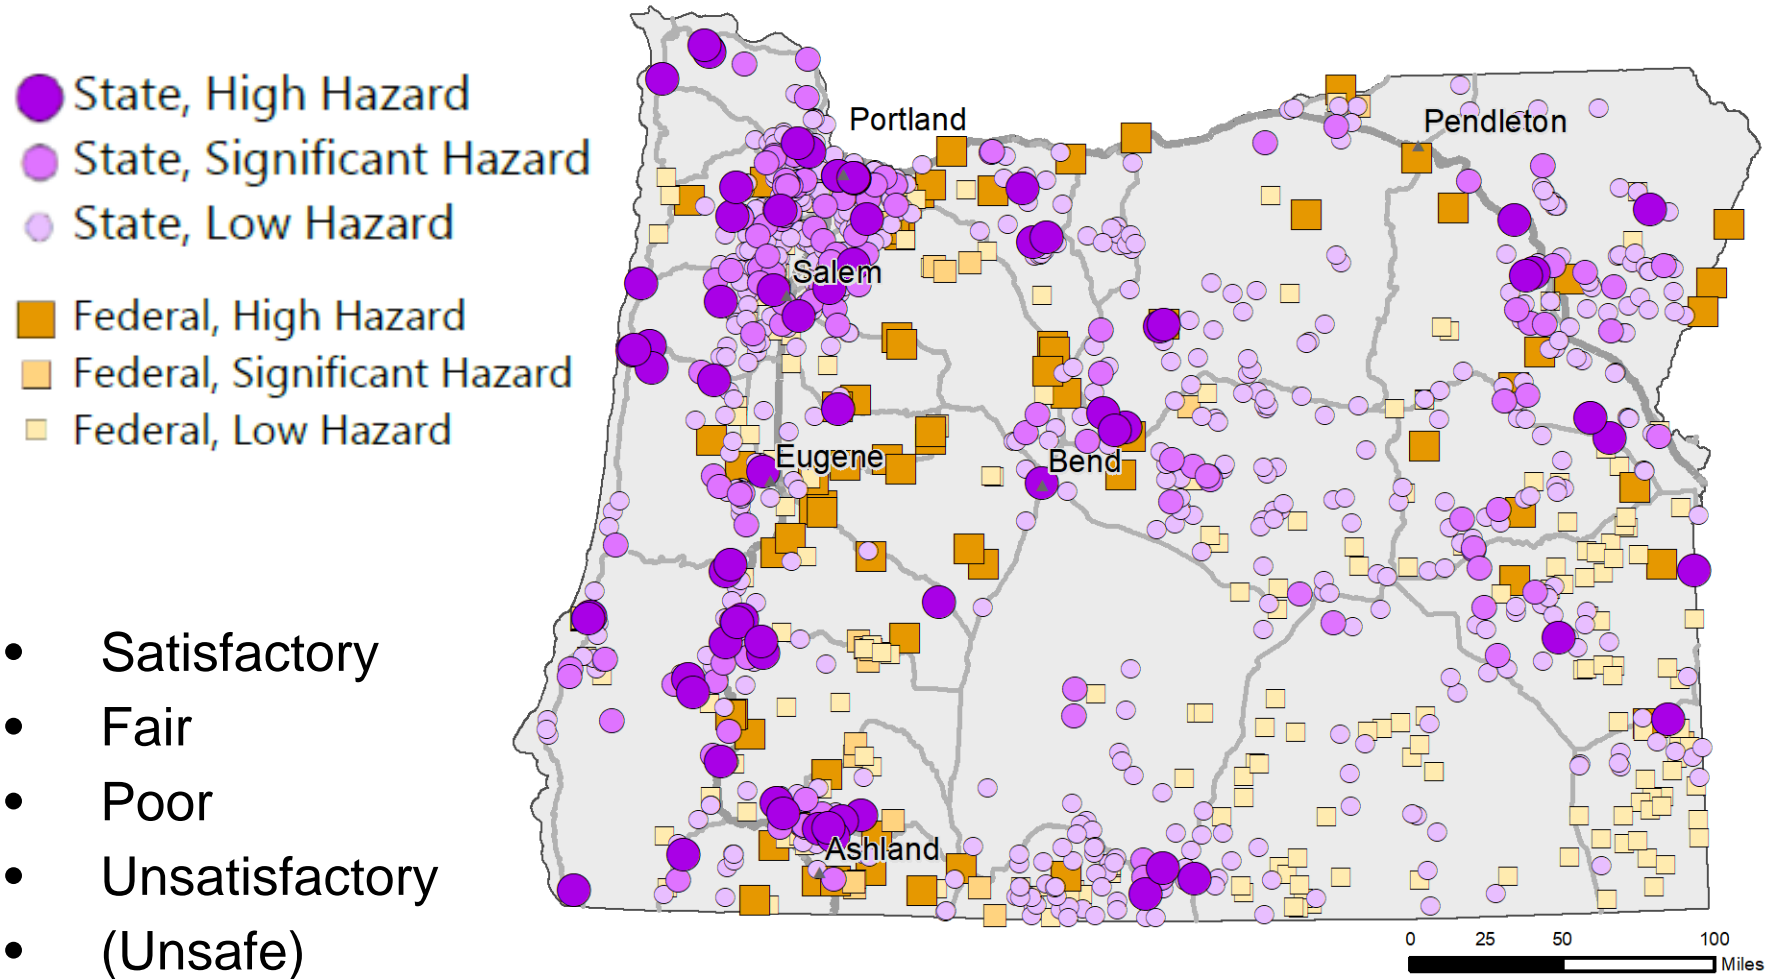 State, High Hazard
State, Significant Hazard
State, Low Hazard
Federal, High Hazard
Federal, Significant Hazard
Federal, Low Hazard
• Satisfactory
• Fair
• Poor
• Unsatisfactory
• (Unsafe)
Portland
Pendleton
Salem
Eugene
Bend
Ashland
0 25 50 100
Miles